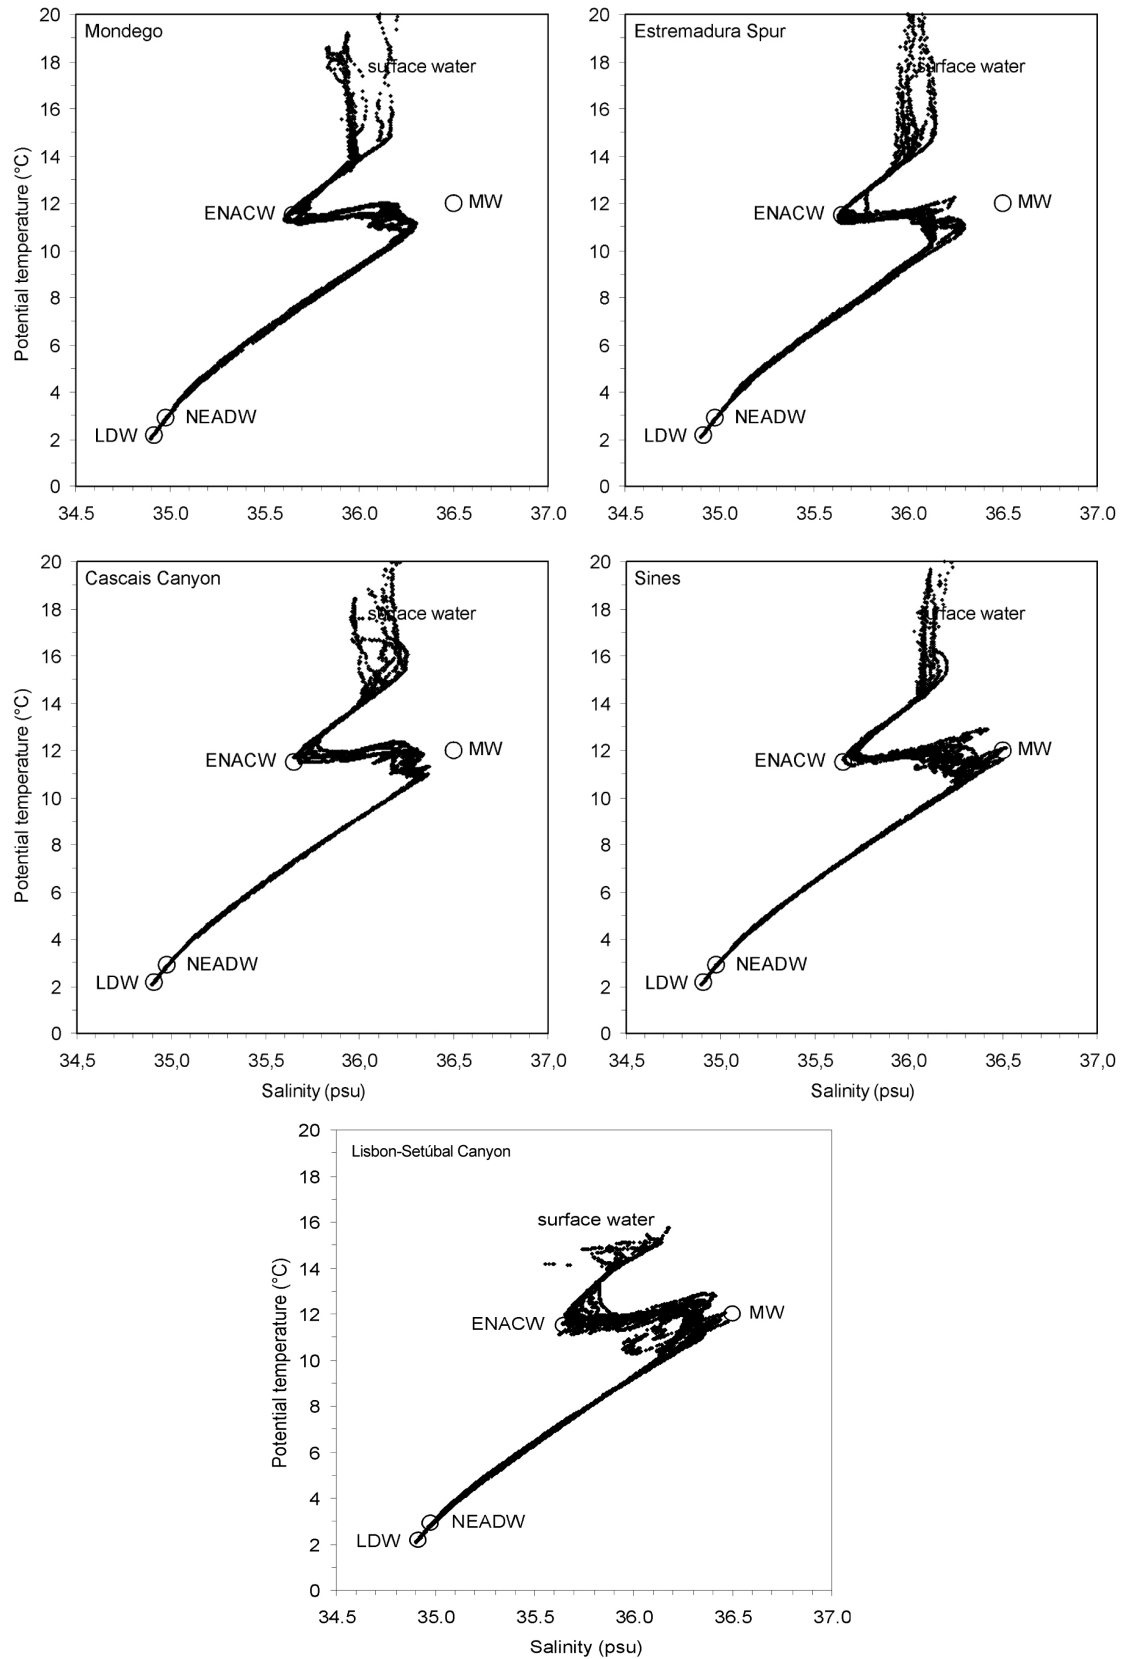 Mondego
20
18
16
14
12
10
8
6
4
2
0
Potential temperature (°C)
surface water
ENACW
MW
NEADW
LDW
34.5 35.0 35.5 36.0 36.5 37.0
Estremadura Spur
20
18
16
14
12
10
8
6
4
2
0
surface water
ENACW
MW
NEADW
LDW
34.5 35.0 35.5 36.0 36.5 37.0
Cascais Canyon
20
18
16
14
12
10
8
6
4
2
0
Potential temperature (°C)
surface water
ENACW
MW
NEADW
LDW
34,5 35,0 35,5 36,0 36,5 37,0
Salinity (psu)
Sines
20
18
16
14
12
10
8
6
4
2
0
surface water
ENACW
MW
NEADW
LDW
34,5 35,0 35,5 36,0 36,5 37,0
Salinity (psu)
Lisbon-Setúbal Canyon
20
18
16
14
12
10
8
6
4
2
0
Potential temperature (°C)
surface water
ENACW
MW
NEADW
LDW
34.5 35.0 35.5 36.0 36.5 37.0
Salinity (psu)